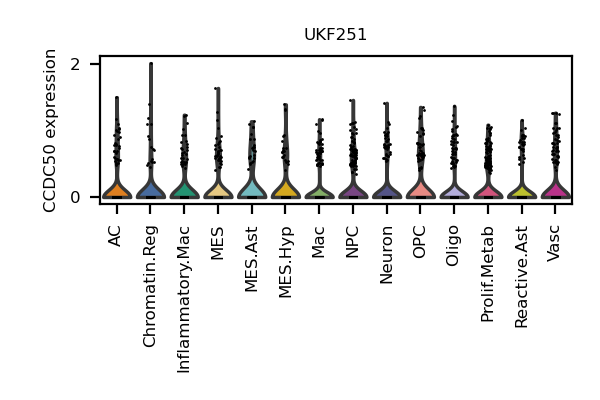 UKF251
CCDC50 expression
2
0
AC
Chromatin.Reg
Inflammatory.Mac
MES
MES.Ast
MES.Hyp
Mac
NPC
Neuron
OPC
Oligo
Prolif.Metab
Reactive.Ast
Vasc